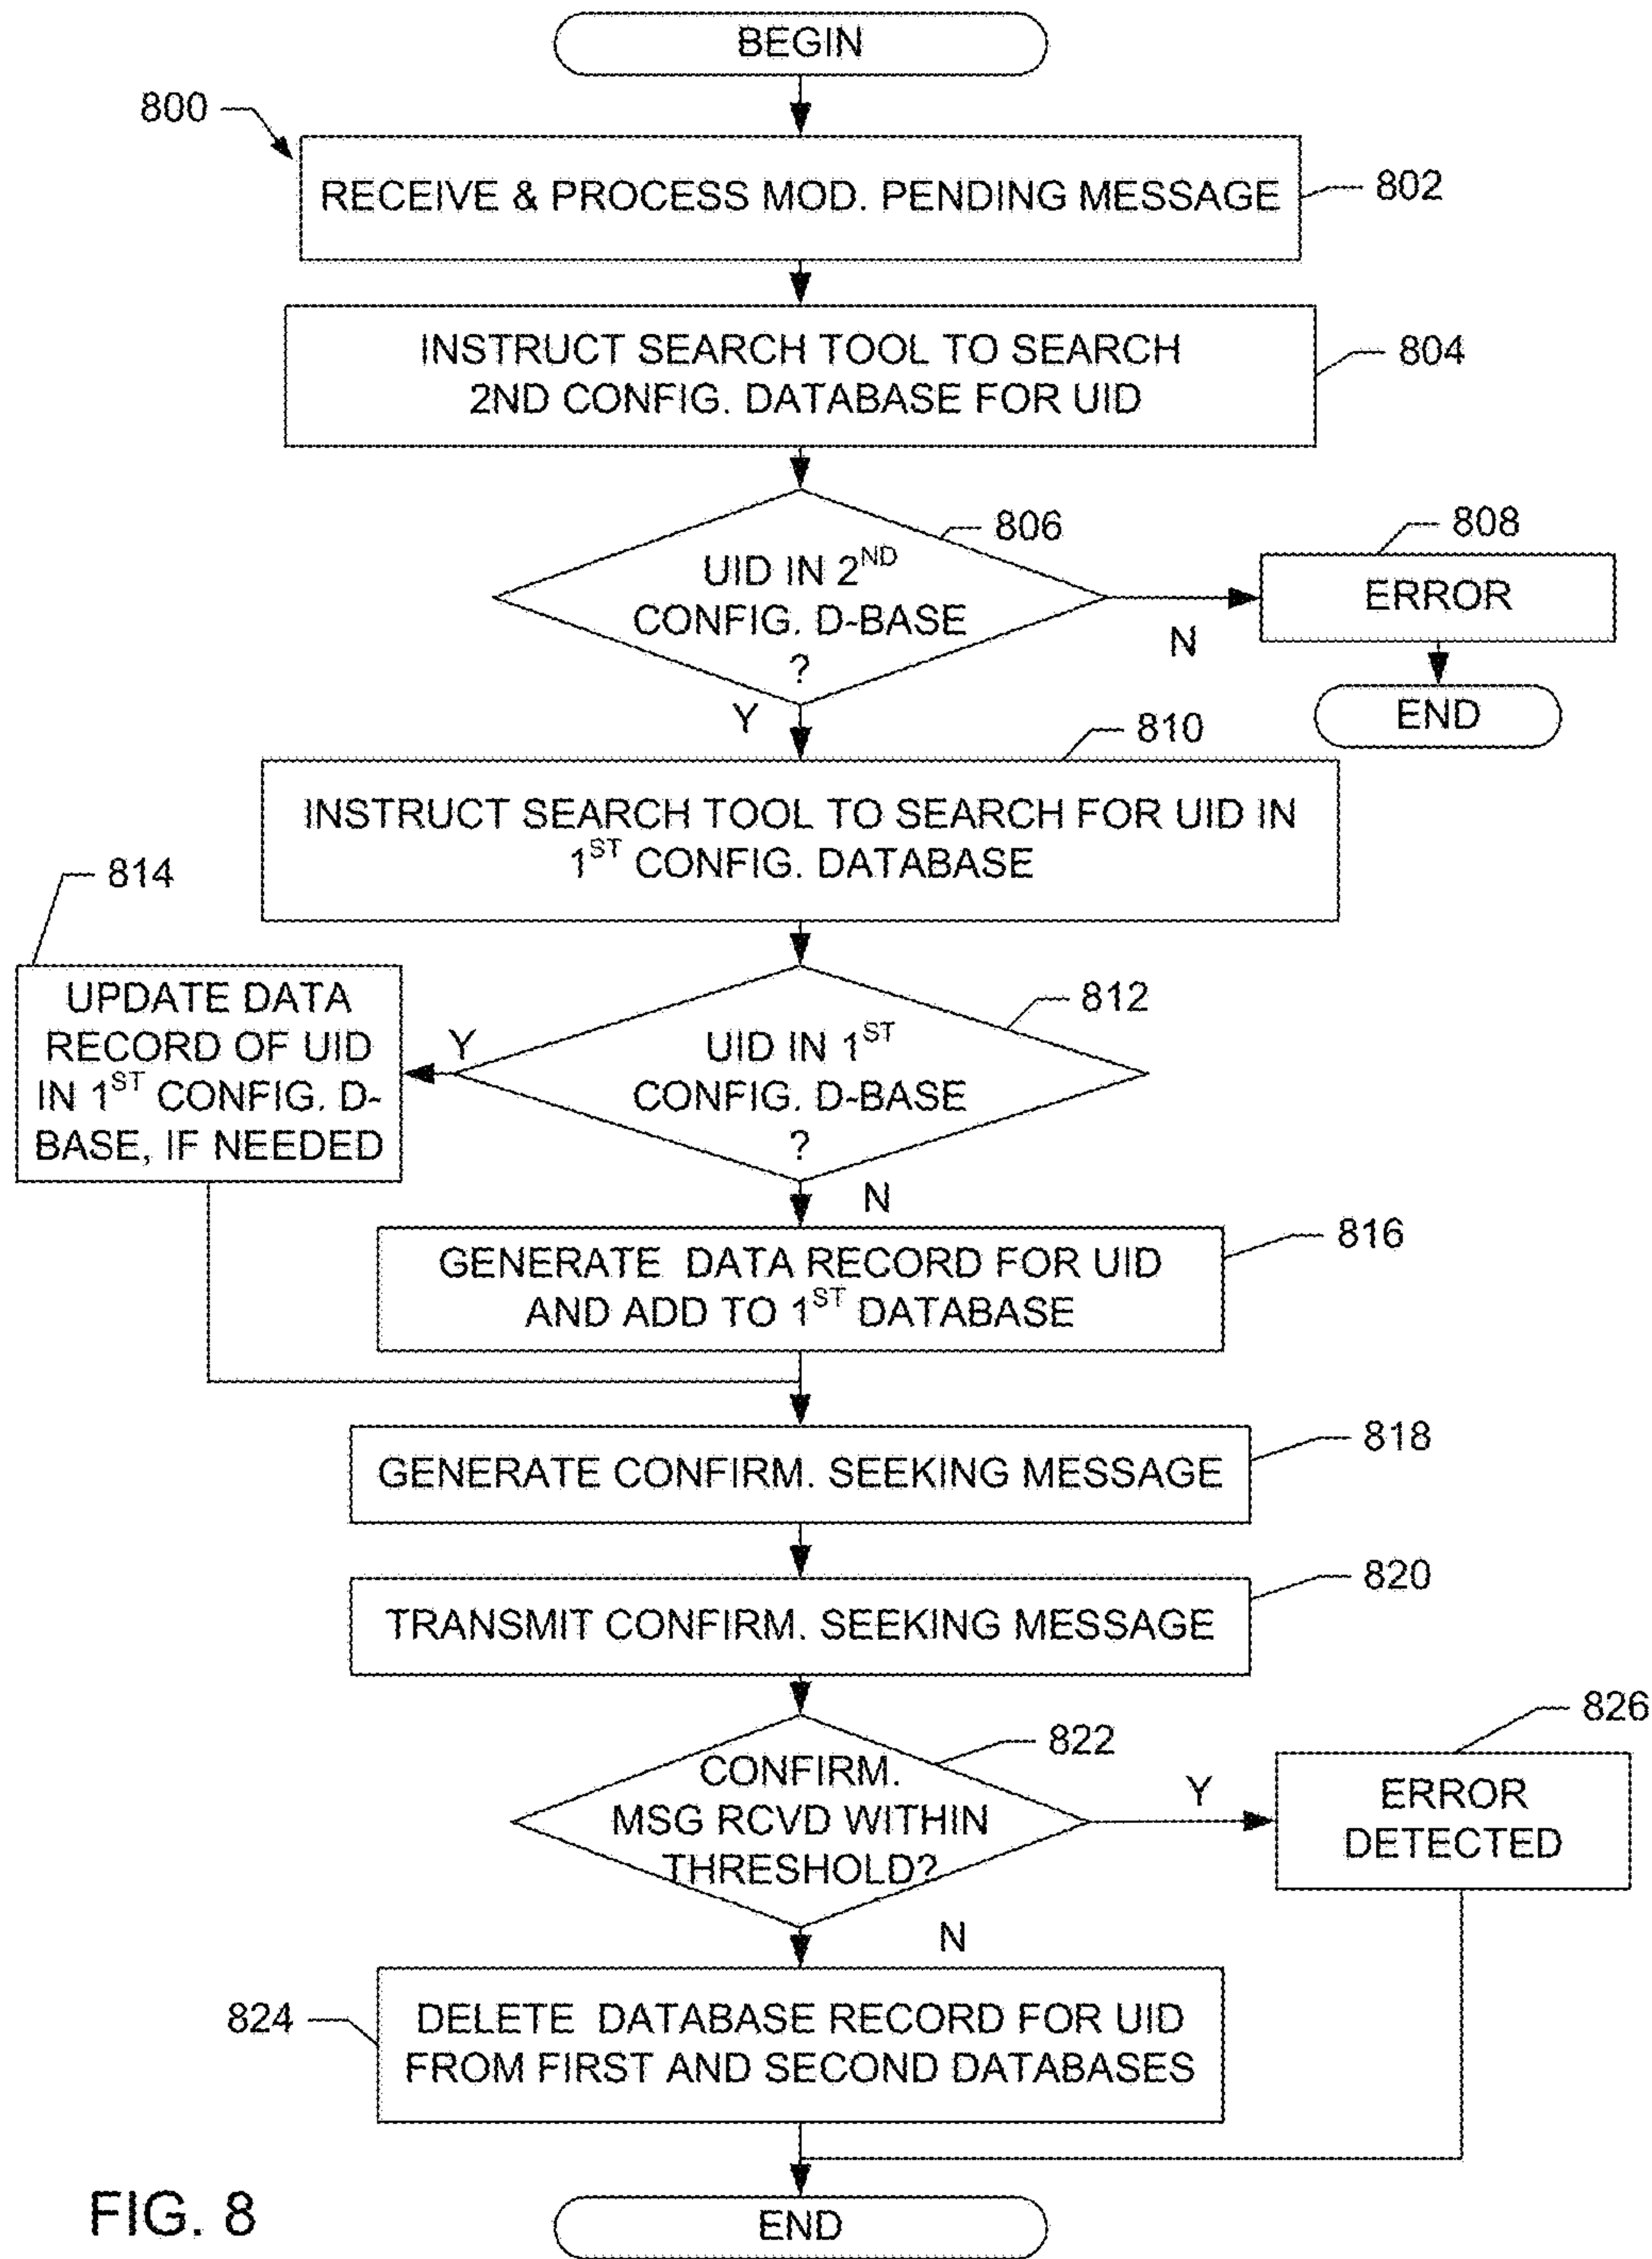 BEGIN
800
RECEIVE & PROCESS MOD. PENDING MESSAGE
802
INSTRUCT SEARCH TOOL TO SEARCH
2ND CONFIG. DATABASE FOR UID
804
UID IN 2ND
CONFIG. D-BASE
?
806
N
808
ERROR
END
Y
810
INSTRUCT SEARCH TOOL TO SEARCH FOR UID IN
1ST CONFIG. DATABASE
812
UID IN 1ST
CONFIG. D-BASE
?
Y
814
UPDATE DATA
RECORD OF UID
IN 1ST CONFIG. D-
BASE, IF NEEDED
N
GENERATE DATA RECORD FOR UID
AND ADD TO 1ST DATABASE
816
GENERATE CONFIRM. SEEKING MESSAGE
818
TRANSMIT CONFIRM. SEEKING MESSAGE
820
CONFIRM.
MSG RCVD WITHIN
THRESHOLD?
822
Y
826
ERROR
DETECTED
N
824
DELETE DATABASE RECORD FOR UID
FROM FIRST AND SECOND DATABASES
END
FIG. 8